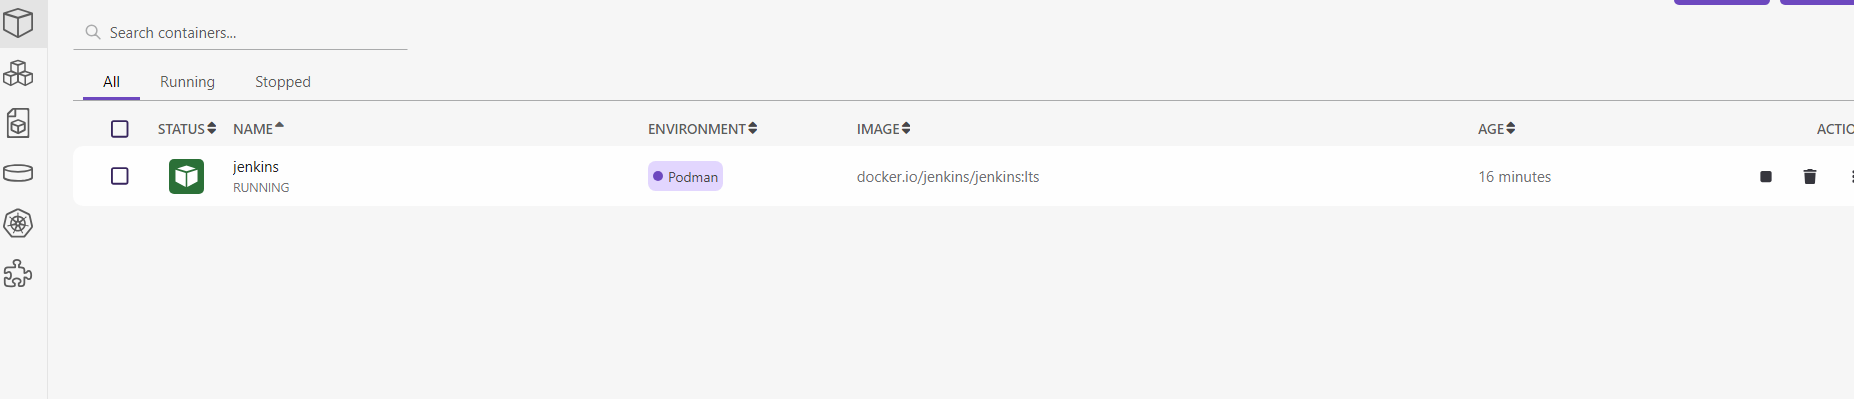 Search containers...
All Running Stopped
STATUS NAME ENVIRONMENT IMAGE AGE ACTIO
jenkins
RUNNING
Podman
docker.io/jenkins/jenkins:lts
16 minutes